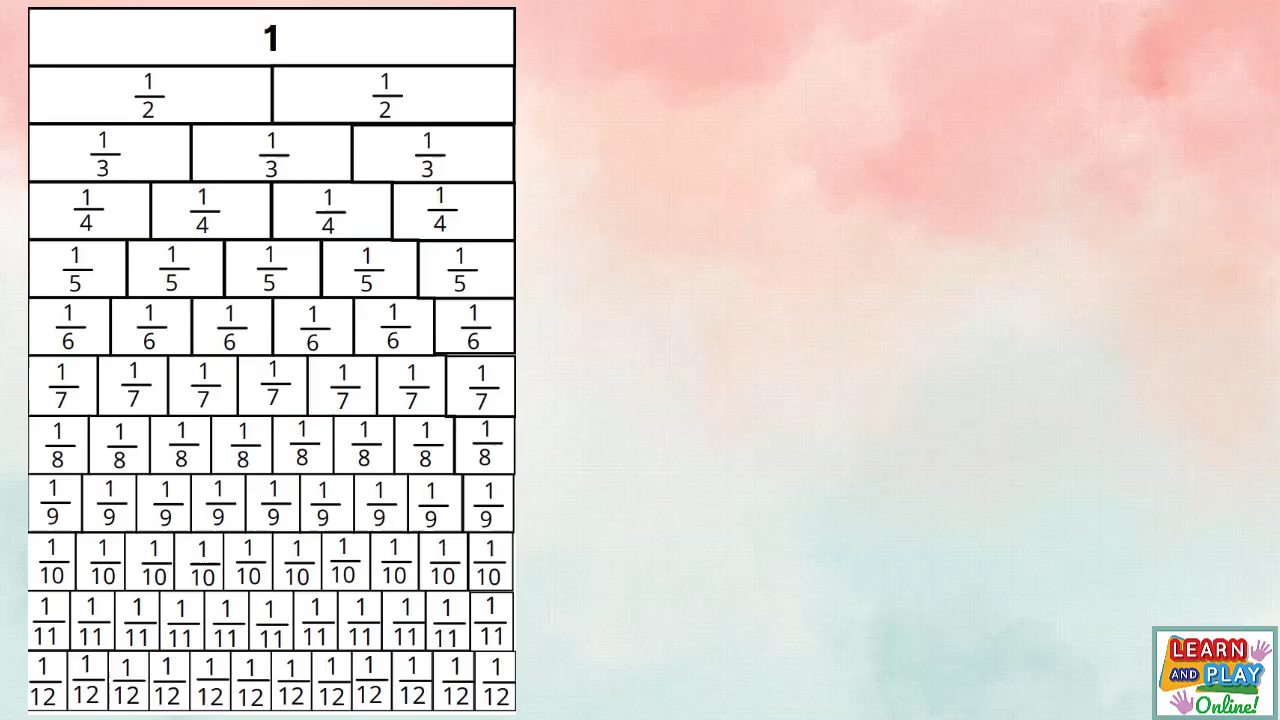 1
1/2 1/2
1/3 1/3 1/3
1/4 1/4 1/4 1/4
1/5 1/5 1/5 1/5 1/5
1/6 1/6 1/6 1/6 1/6 1/6
1/7 1/7 1/7 1/7 1/7 1/7 1/7
1/8 1/8 1/8 1/8 1/8 1/8 1/8 1/8
1/9 1/9 1/9 1/9 1/9 1/9 1/9 1/9 1/9
1/10 1/10 1/10 1/10 1/10 1/10 1/10 1/10 1/10 1/10
1/11 1/11 1/11 1/11 1/11 1/11 1/11 1/11 1/11 1/11 1/11
1/12 1/12 1/12 1/12 1/12 1/12 1/12 1/12 1/12 1/12 1/12 1/12
LEARN
AND PLAY
Online!